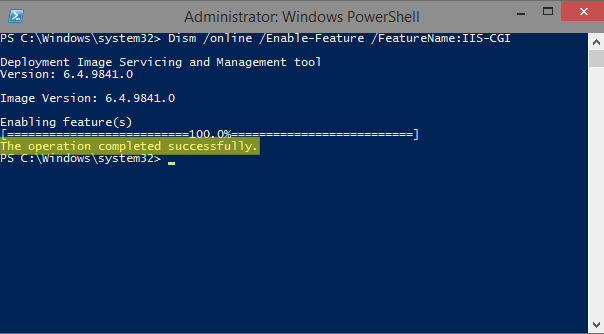 Administrator: Windows PowerShell
PS C:\Windows\system32> Dism /online /Enable-Feature /FeatureName:IIS-CGI
Deployment Image Servicing and Management tool
Version: 6.4.9841.0
Image Version: 6.4.9841.0
Enabling feature(s)
[==========================100.0%==========================]
The operation completed successfully.
PS C:\Windows\system32> _